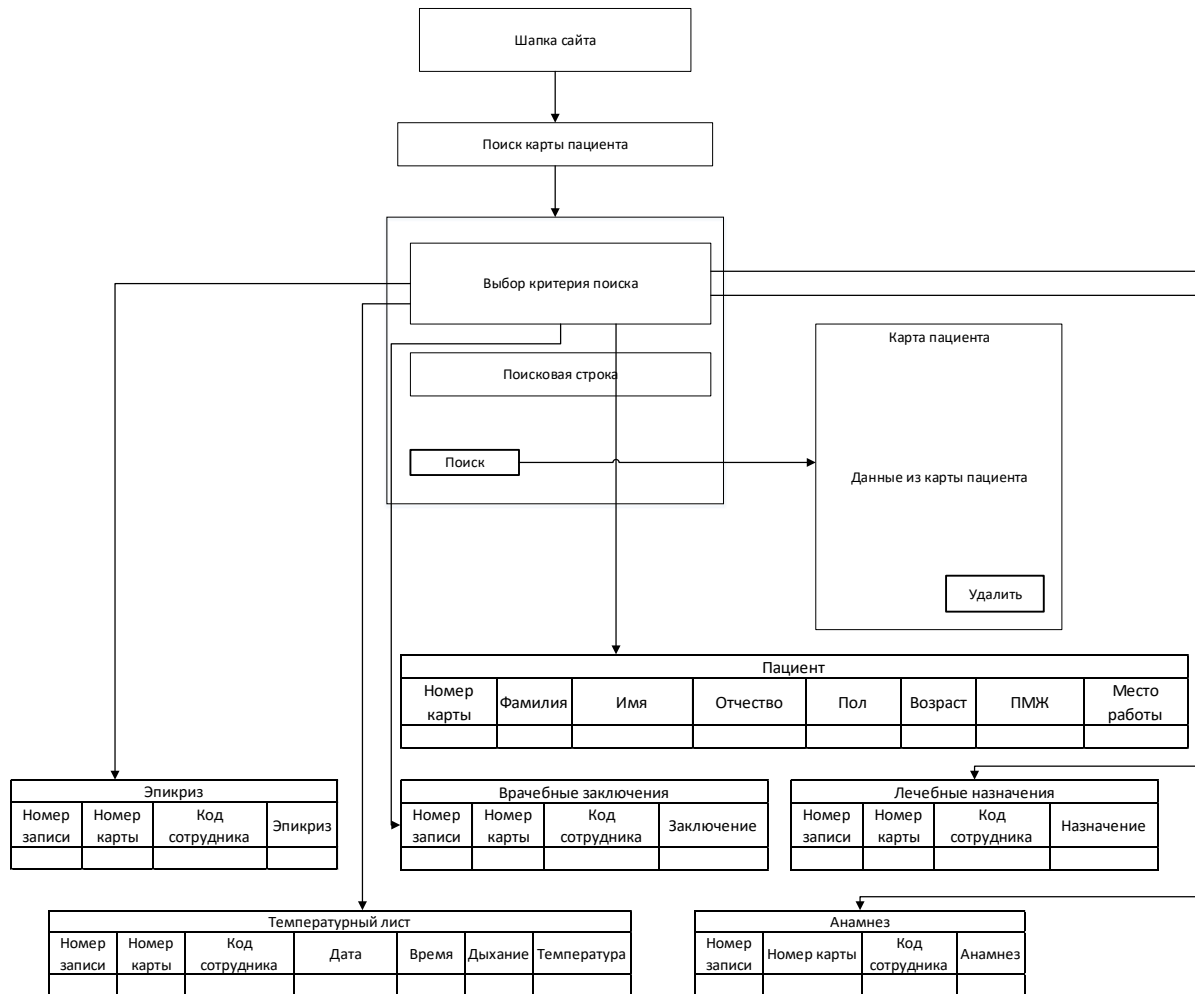 Шапка сайта
Поиск карты пациента
Выбор критерия поиска
Поисковая строка
Поиск
Карта пациента
Данные из карты пациента
Удалить
Пациент
Номер
карты
Фамилия
Имя
Отчество
Пол
Возраст
ПМЖ
Место
работы
Эпикриз
Номер
записи
Номер
карты
Код
сотрудника
Эпикриз
Врачебные заключения
Номер
записи
Номер
карты
Код
сотрудника
Заключение
Лечебные назначения
Номер
записи
Номер
карты
Код
сотрудника
Назначение
Температурный лист
Номер
записи
Номер
карты
Код
сотрудника
Дата
Время
Дыхание
Температура
Анамнез
Номер
записи
Номер карты
Код
сотрудника
Анамнез